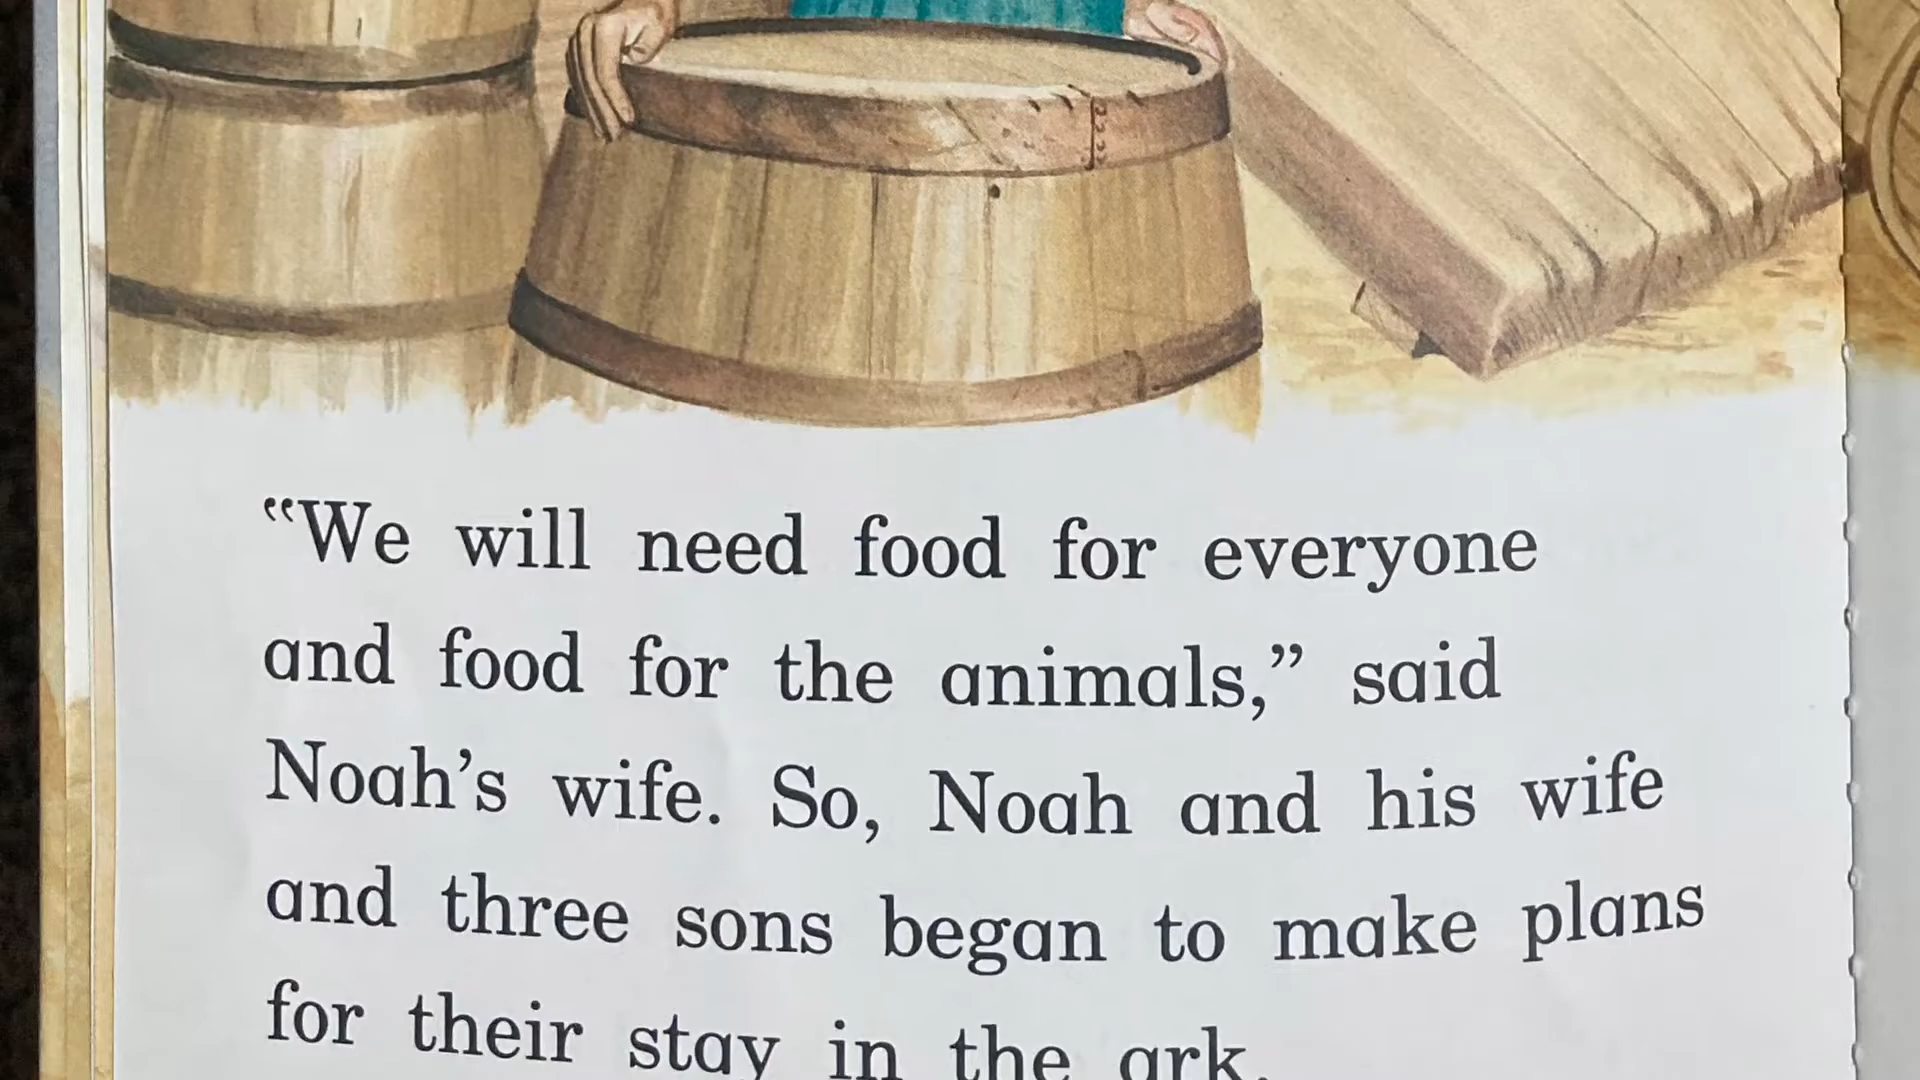 “We will need food for everyone
and food for the animals,” said
Noah’s wife. So, Noah and his wife
and three sons began to make plans
for their stay in the ark.